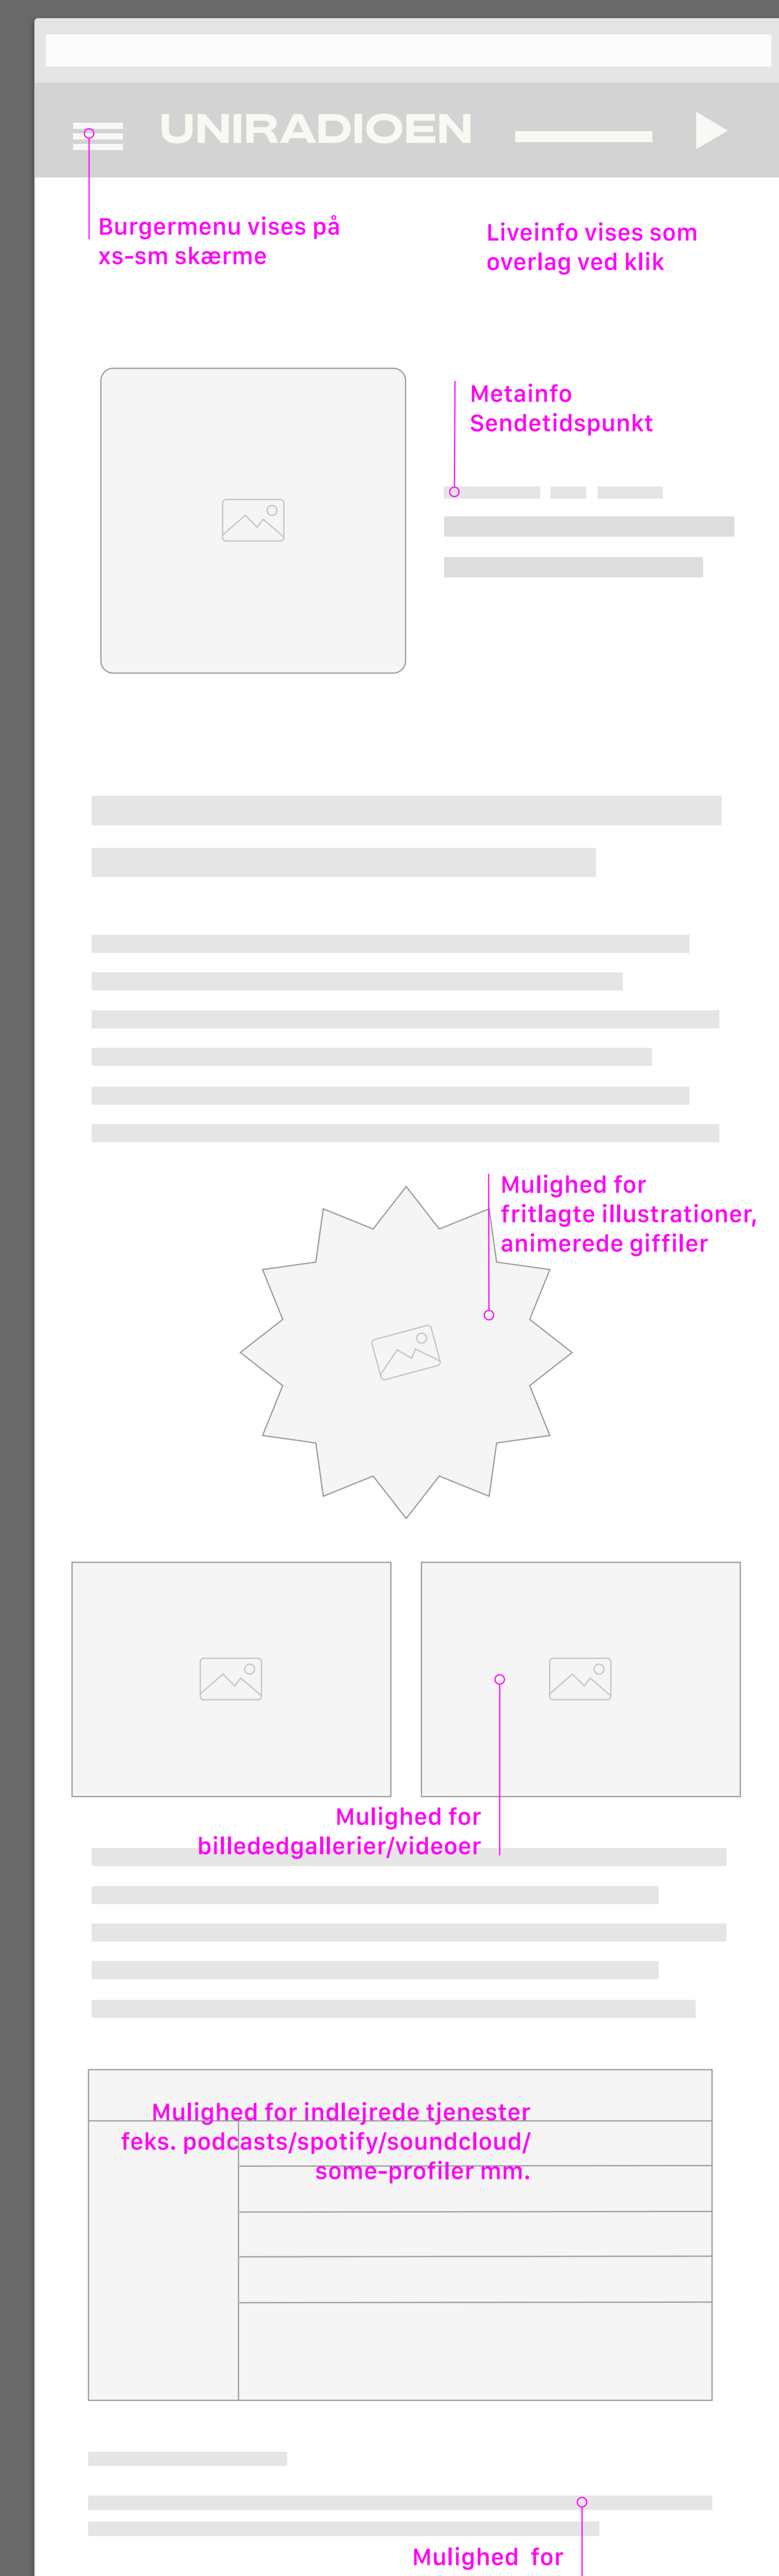 UNIRADIOEN
Burgermenu vises på
xs-sm skærme
Liveinfo vises som
overlag ved klik
Metainfo
Sendetidspunkt
Mulighed for
fritlagte illustrationer,
animerede giffiler
Mulighed for
billededgallerier/videoer
Mulighed for indlejrede tjenester
feks. podcasts/spotify/soundcloud/
some-profiler mm.
Mulighed for